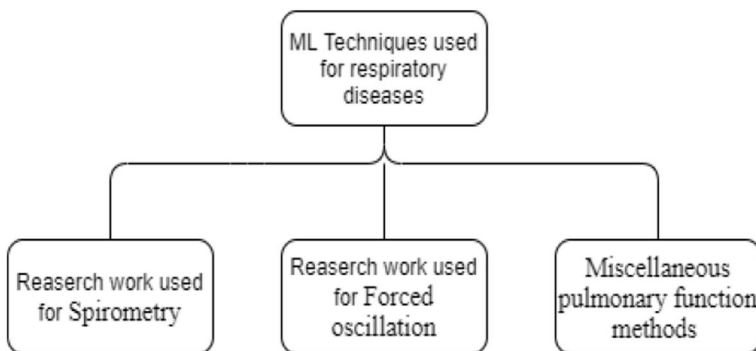 ML Techniques used
for respiratory
diseases
Reaserch work used
for Spirometry
Reaserch work used
for Forced
oscillation
Miscellaneous
pulmonary function
methods